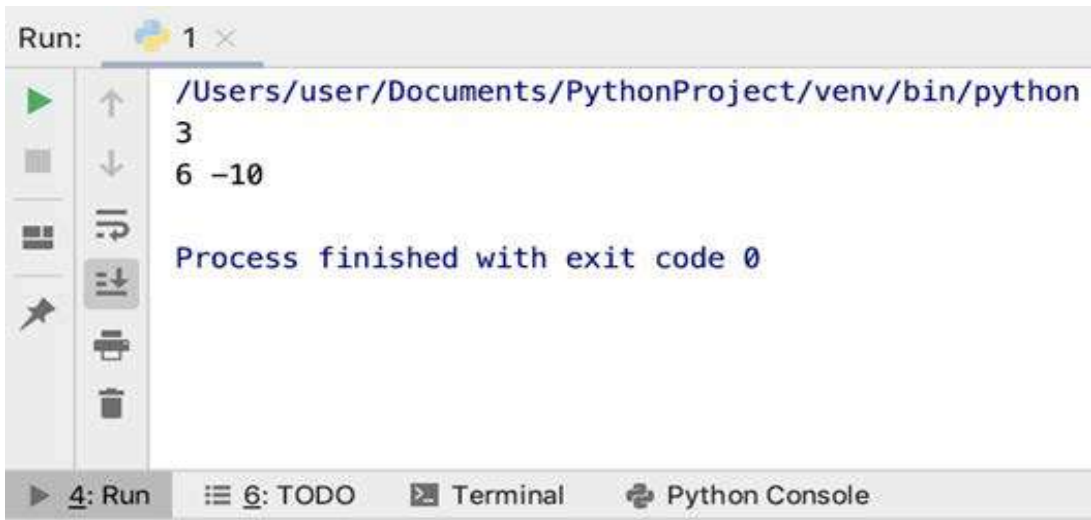 Run: 1
/Users/user/Documents/PythonProject/venv/bin/python
3
6 -10
Process finished with exit code 0
4: Run 6: TODO Terminal Python Console